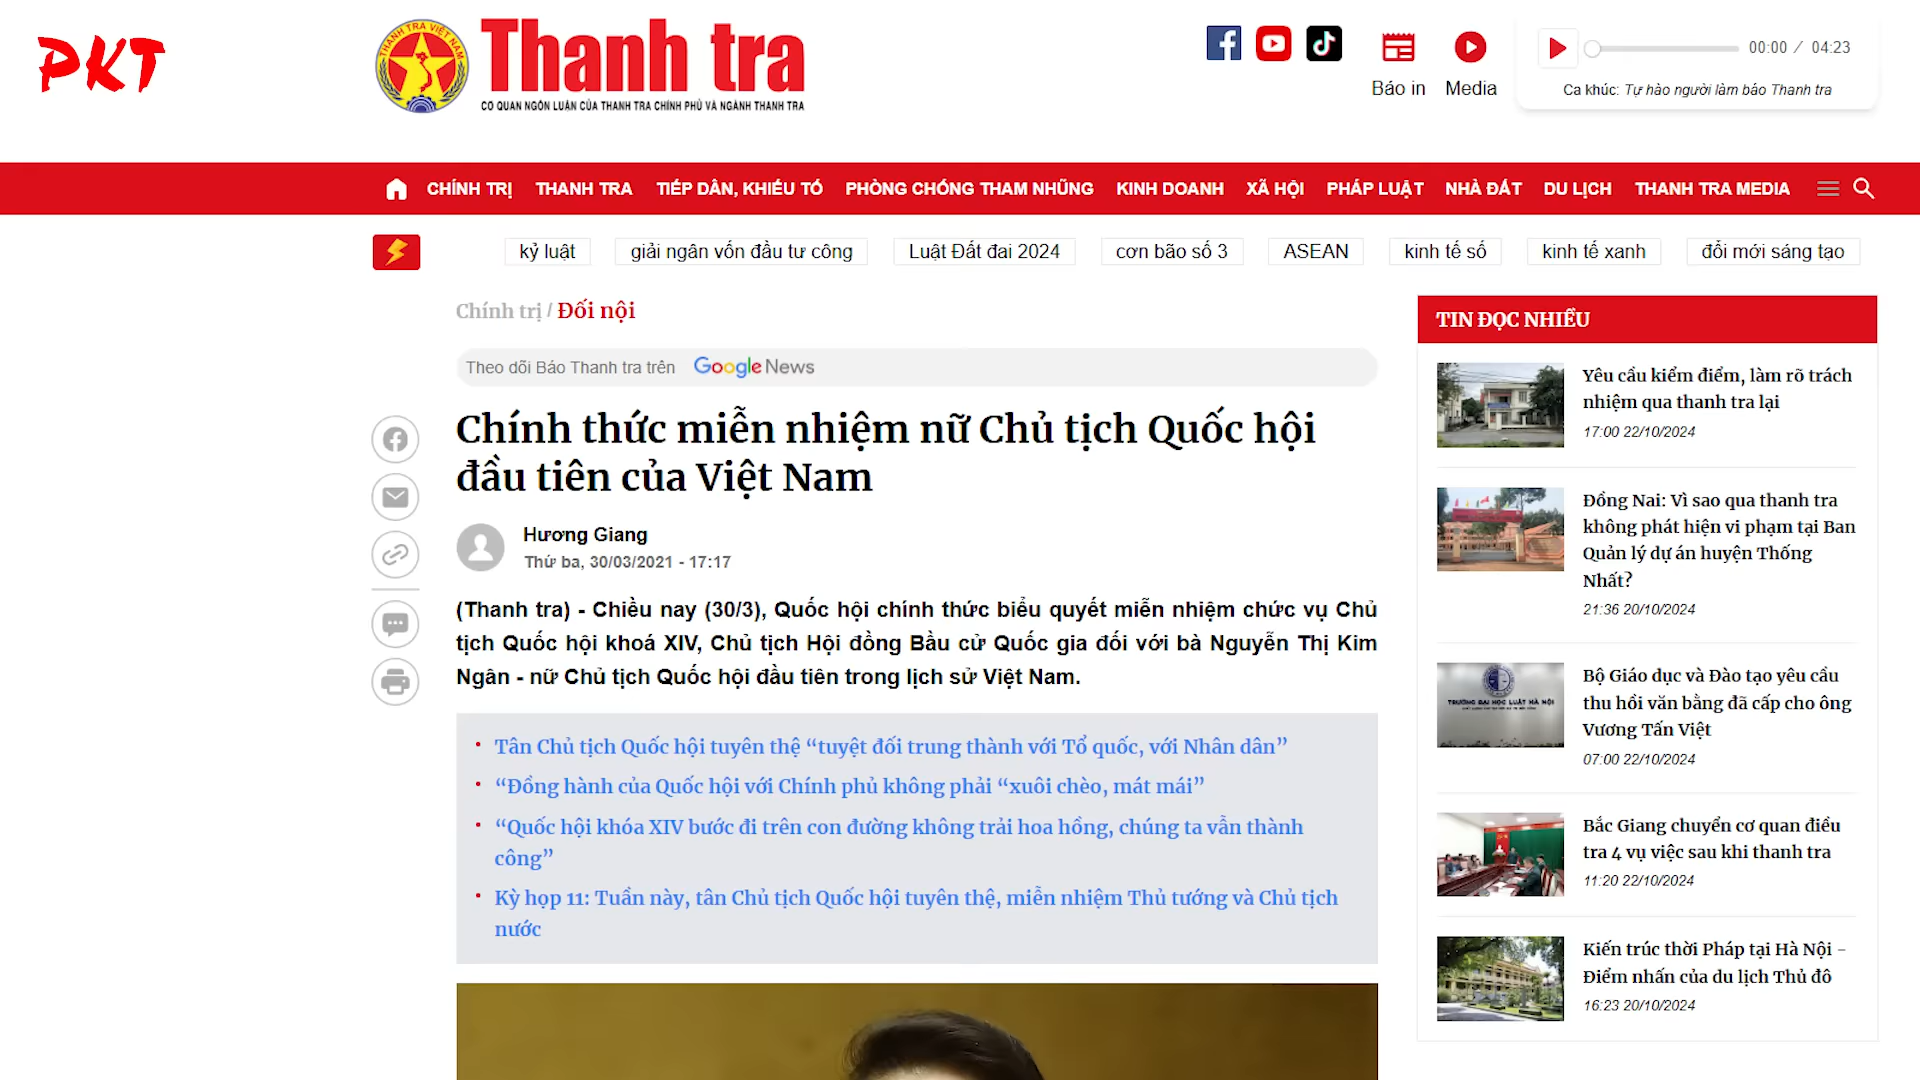 PKT
THANH TRA VIỆT NAM
Thanh tra
CƠ QUAN NGÔN LUẬN CỦA THANH TRA CHÍNH PHỦ VÀ NGÀNH THANH TRA
Báo in
Media
00:00 / 04:23
Ca khúc: Tự hào người làm báo Thanh tra
CHÍNH TRỊ THANH TRA TIẾP DÂN, KHIẾU TỐ PHÒNG CHỐNG THAM NHŨNG KINH DOANH XÃ HỘI PHÁP LUẬT NHÀ ĐẤT DU LỊCH THANH TRA MEDIA
kỷ luật giải ngân vốn đầu tư công Luật Đất đai 2024 cơn bão số 3 ASEAN kinh tế số kinh tế xanh đổi mới sáng tạo
Chính trị / Đối nội
Theo dõi Báo Thanh tra trên Google News
Chính thức miễn nhiệm nữ Chủ tịch Quốc hội
đầu tiên của Việt Nam
Hương Giang
Thứ ba, 30/03/2021 - 17:17
(Thanh tra) - Chiều nay (30/3), Quốc hội chính thức biểu quyết miễn nhiệm chức vụ Chủ
tịch Quốc hội khoá XIV, Chủ tịch Hội đồng Bầu cử Quốc gia đối với bà Nguyễn Thị Kim
Ngân - nữ Chủ tịch Quốc hội đầu tiên trong lịch sử Việt Nam.
Tân Chủ tịch Quốc hội tuyên thệ “tuyệt đối trung thành với Tổ quốc, với Nhân dân”
“Đồng hành của Quốc hội với Chính phủ không phải “xuôi chèo, mát mái”
“Quốc hội khóa XIV bước đi trên con đường không trải hoa hồng, chúng ta vẫn thành
công”
Kỳ họp 11: Tuần này, tân Chủ tịch Quốc hội tuyên thệ, miễn nhiệm Thủ tướng và Chủ tịch
nước
TIN ĐỌC NHIỀU
Yêu cầu kiểm điểm, làm rõ trách
nhiệm qua thanh tra lại
17:00 22/10/2024
Đồng Nai: Vì sao qua thanh tra
không phát hiện vi phạm tại Ban
Quản lý dự án huyện Thống
Nhất?
21:36 20/10/2024
TRƯỜNG ĐẠI HỌC LUẬT HÀ NỘI
Bộ Giáo dục và Đào tạo yêu cầu
thu hồi văn bằng đã cấp cho ông
Vương Tấn Việt
07:00 22/10/2024
Bắc Giang chuyển cơ quan điều
tra 4 vụ việc sau khi thanh tra
11:20 22/10/2024
Kiến trúc thời Pháp tại Hà Nội -
Điểm nhấn của du lịch Thủ đô
16:23 20/10/2024